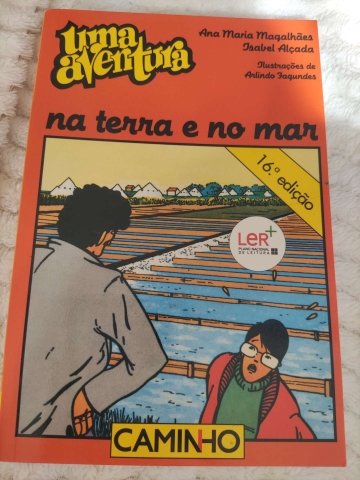 uma
aventura
Ana Maria Magalhães
Isabel Alçada
Ilustrações de
Arlindo Fagundes
na terra e no mar
16.ª edição
LER+
PLANO NACIONAL
DE LEITURA
CAMINHO